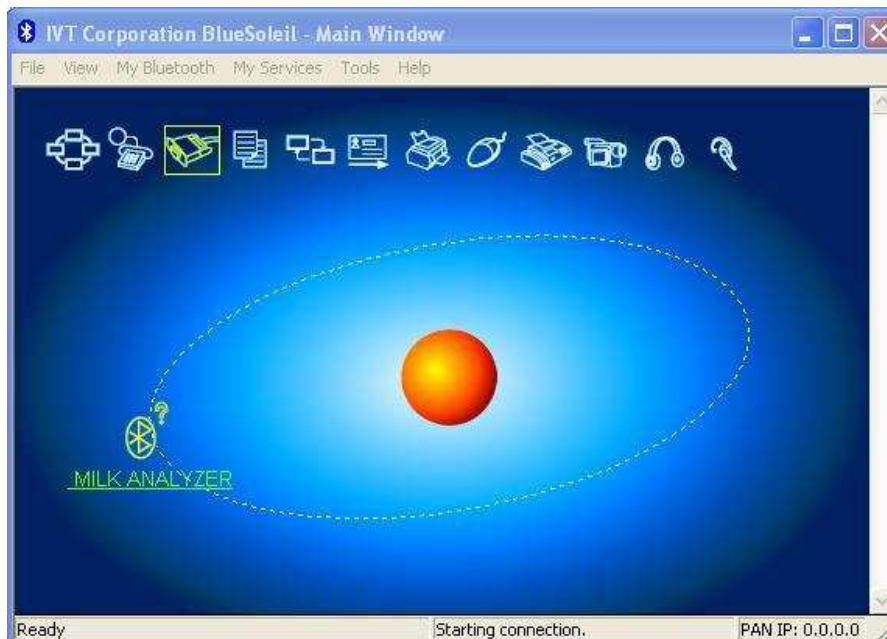 IVT Corporation BlueSoleil - Main Window
File View My Bluetooth My Services Tools Help
?
MILK ANALYZER
Ready Starting connection. PAN IP: 0.0.0.0